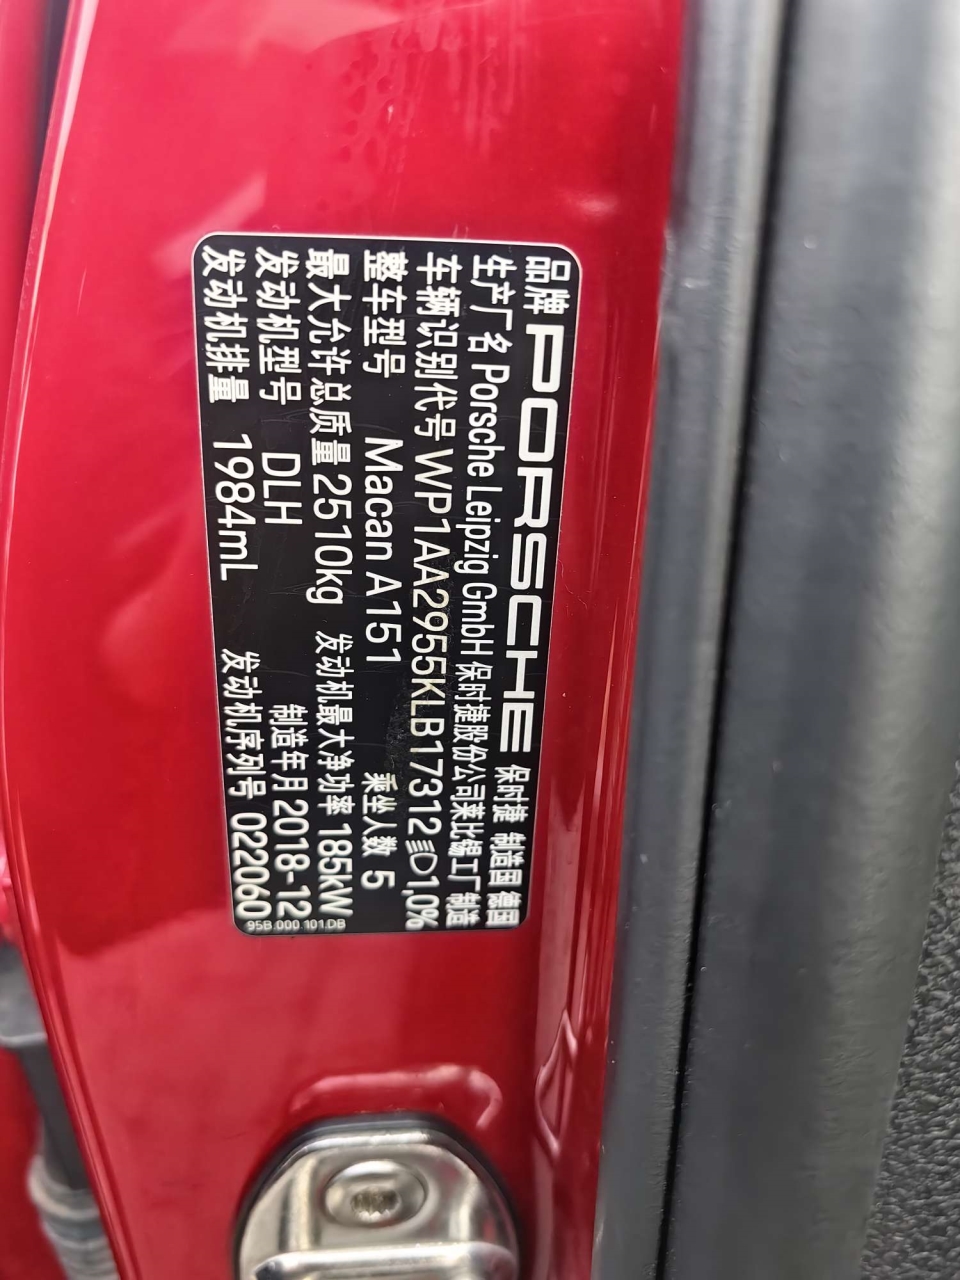 品牌 PORSCHE 保时捷 制造国 德国
生产厂名 Porsche Leipzig GmbH 保时捷股份公司莱比锡工厂制造
车辆识别代号 WP1AA2955KLB17312 1,0%
整车型号 Macan A151 乘坐人数 5
最大允许总质量 2510kg 发动机最大净功率 185kW
发动机型号 DLH 制造年月 2018-12
发动机排量 1984mL 发动机序列号 022060
95B.000.101.DB